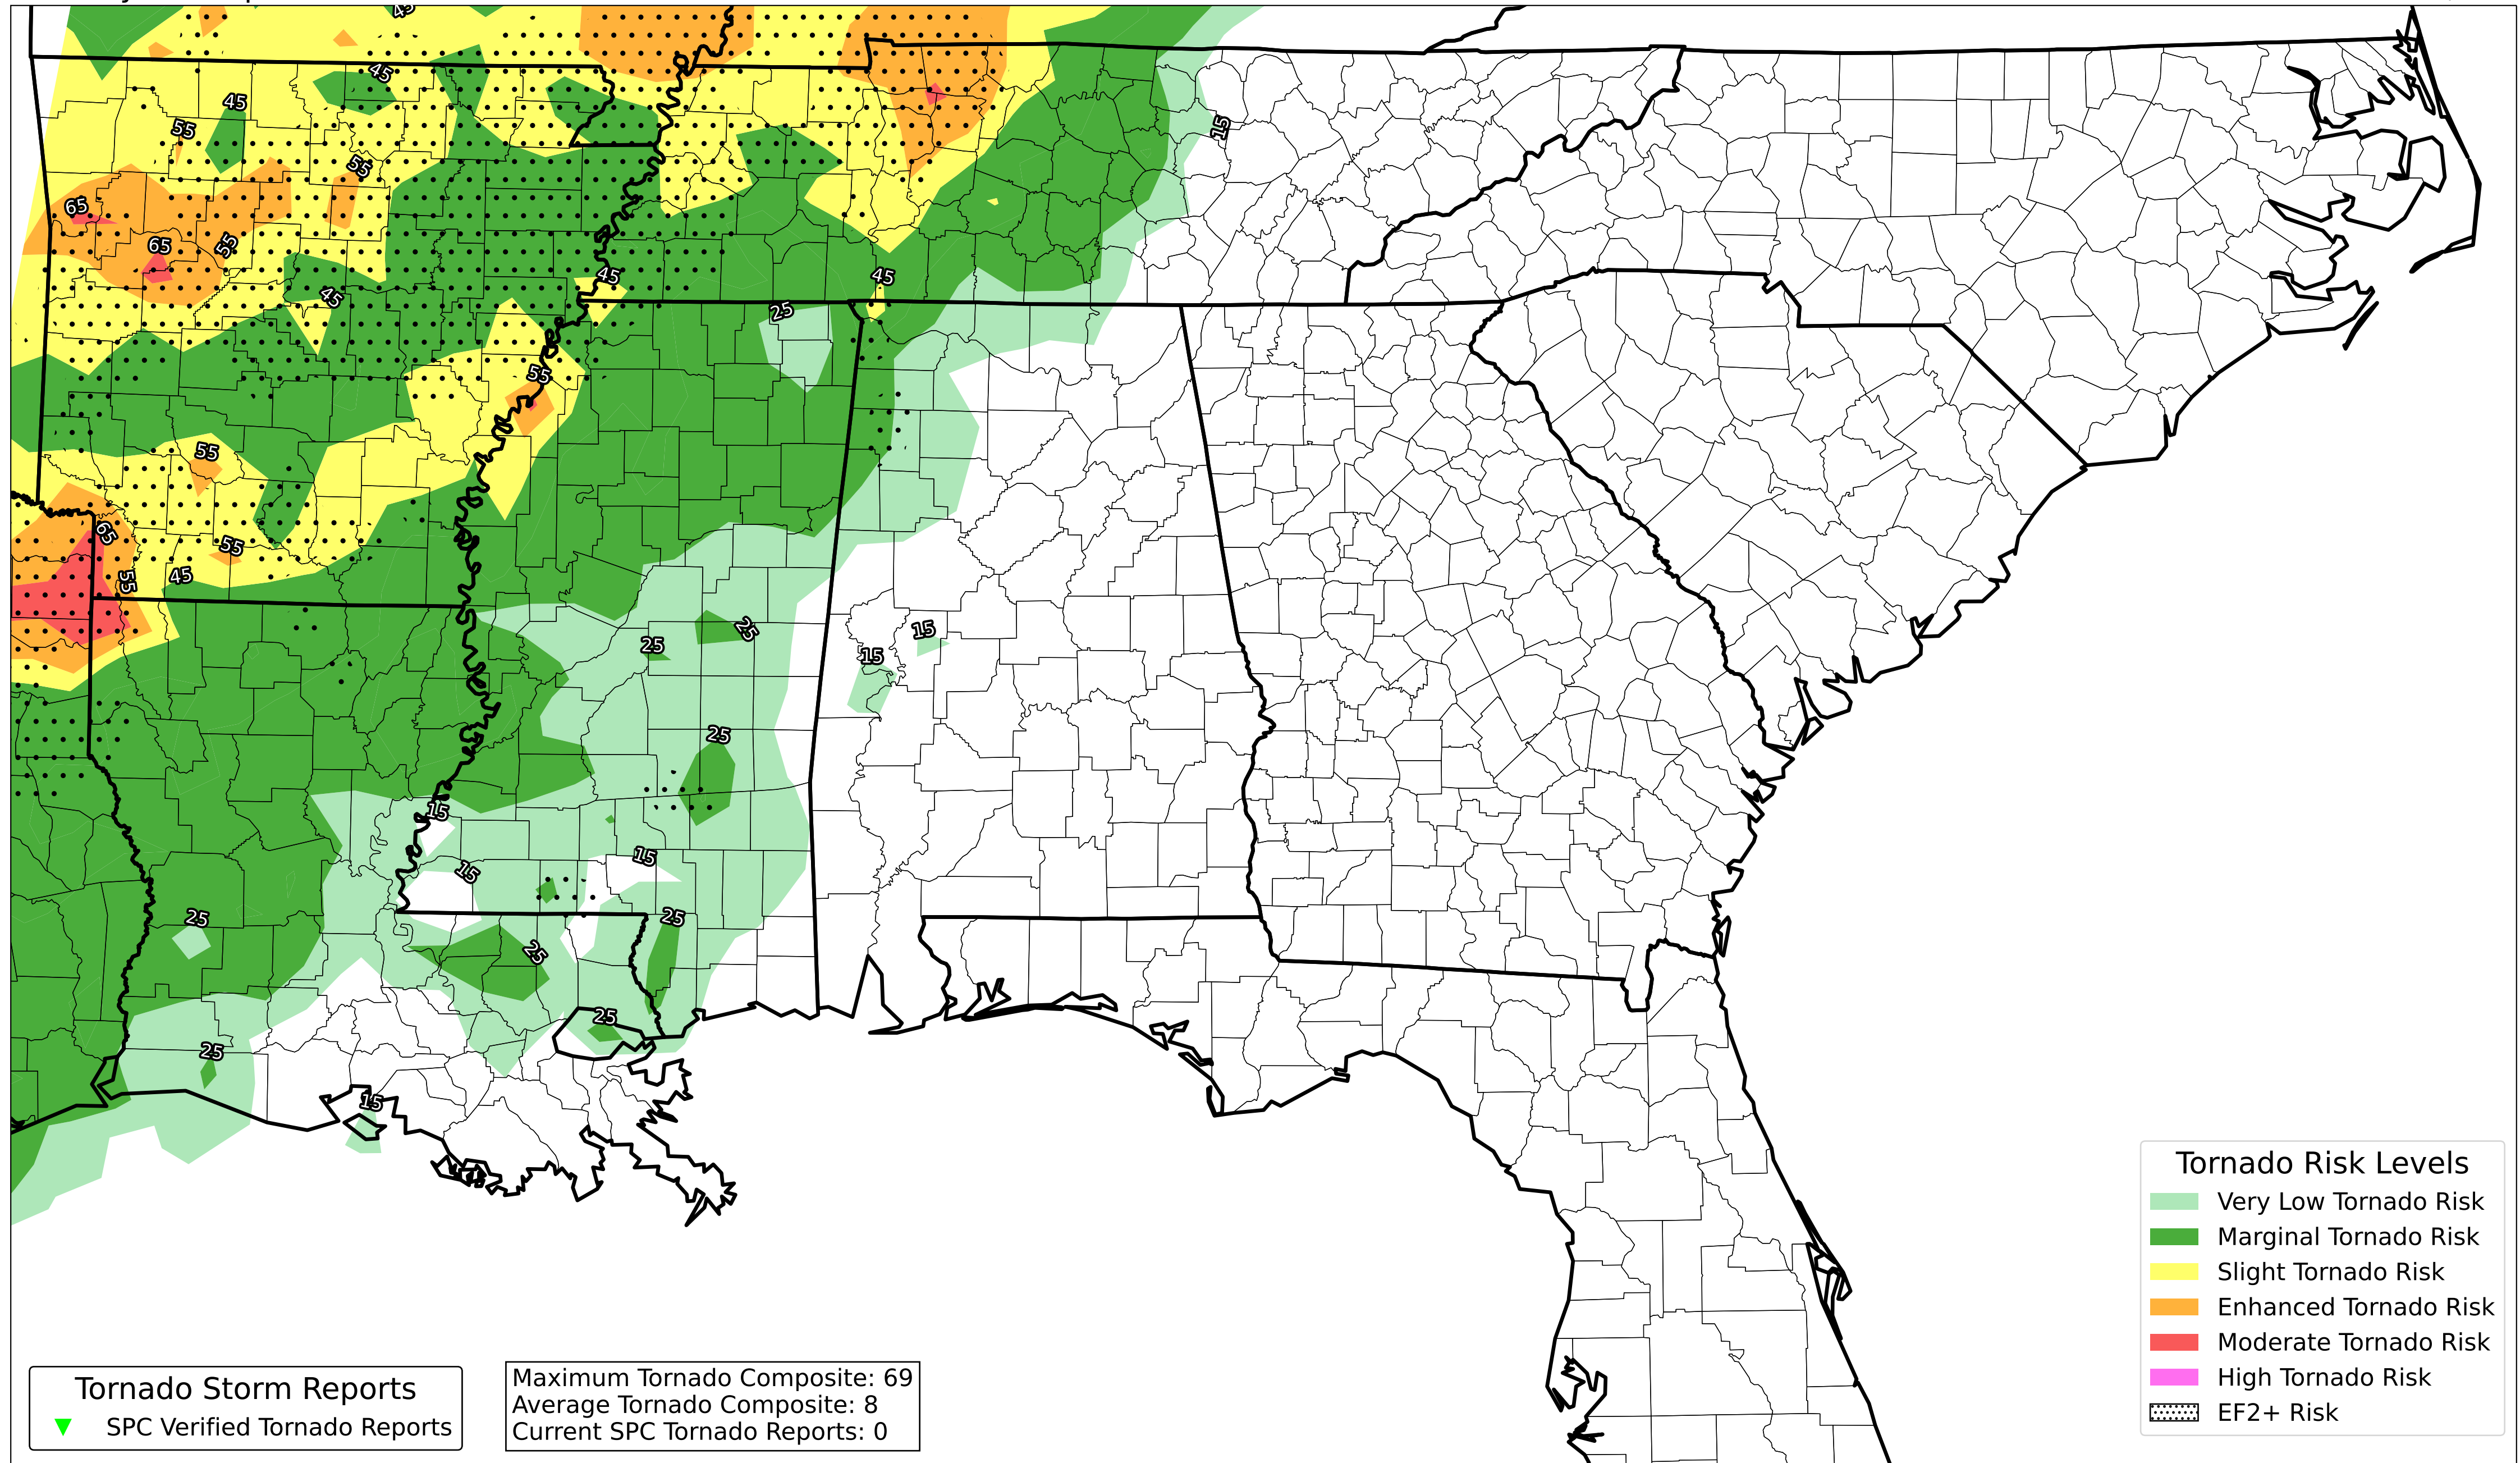 45
45
45
55
15
55
65
65
55
45
45
45
25
55
55
65
55
55
45
15
25
25
15
25
15
15
15
25
25
25
25
25
15
Tornado Risk Levels
Very Low Tornado Risk
Marginal Tornado Risk
Slight Tornado Risk
Enhanced Tornado Risk
Moderate Tornado Risk
High Tornado Risk
EF2+ Risk
Tornado Storm Reports
SPC Verified Tornado Reports
Maximum Tornado Composite: 69
Average Tornado Composite: 8
Current SPC Tornado Reports: 0